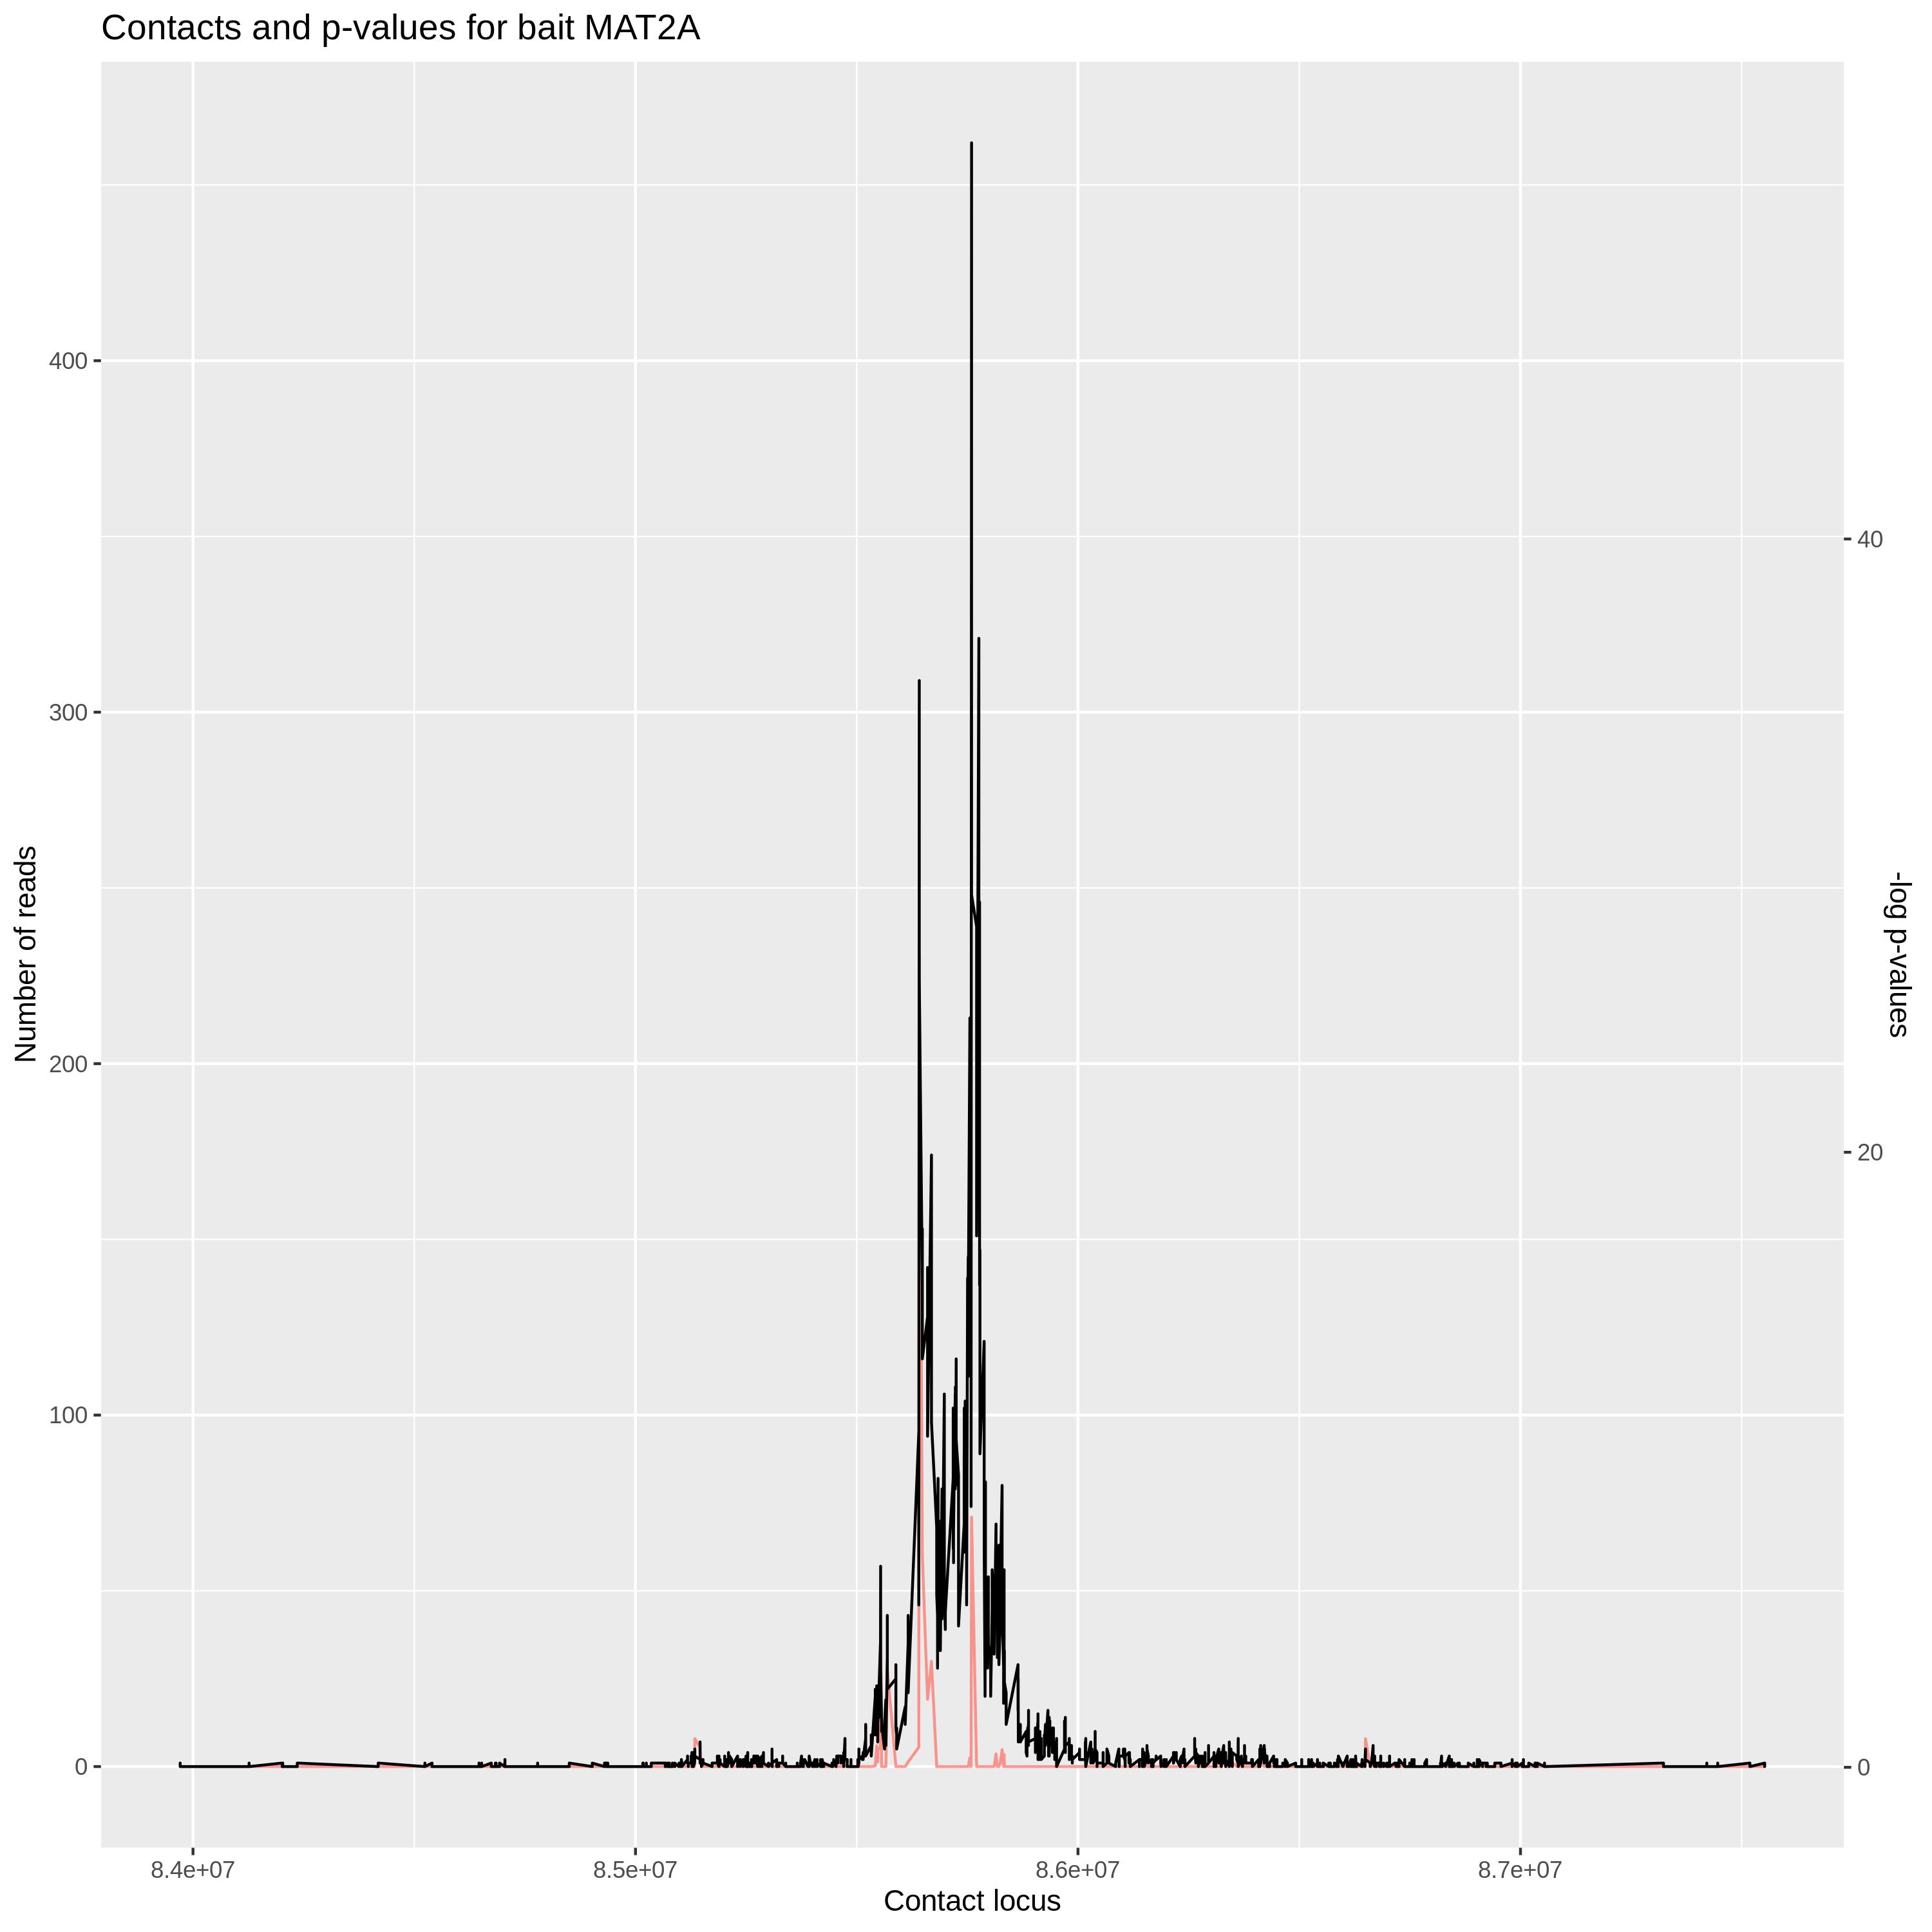 Contacts and p-values for bait MAT2A
Number of reads
400
300
200
100
0
-log p-values
40
20
0
8.4e+07
8.5e+07
8.6e+07
8.7e+07
Contact locus